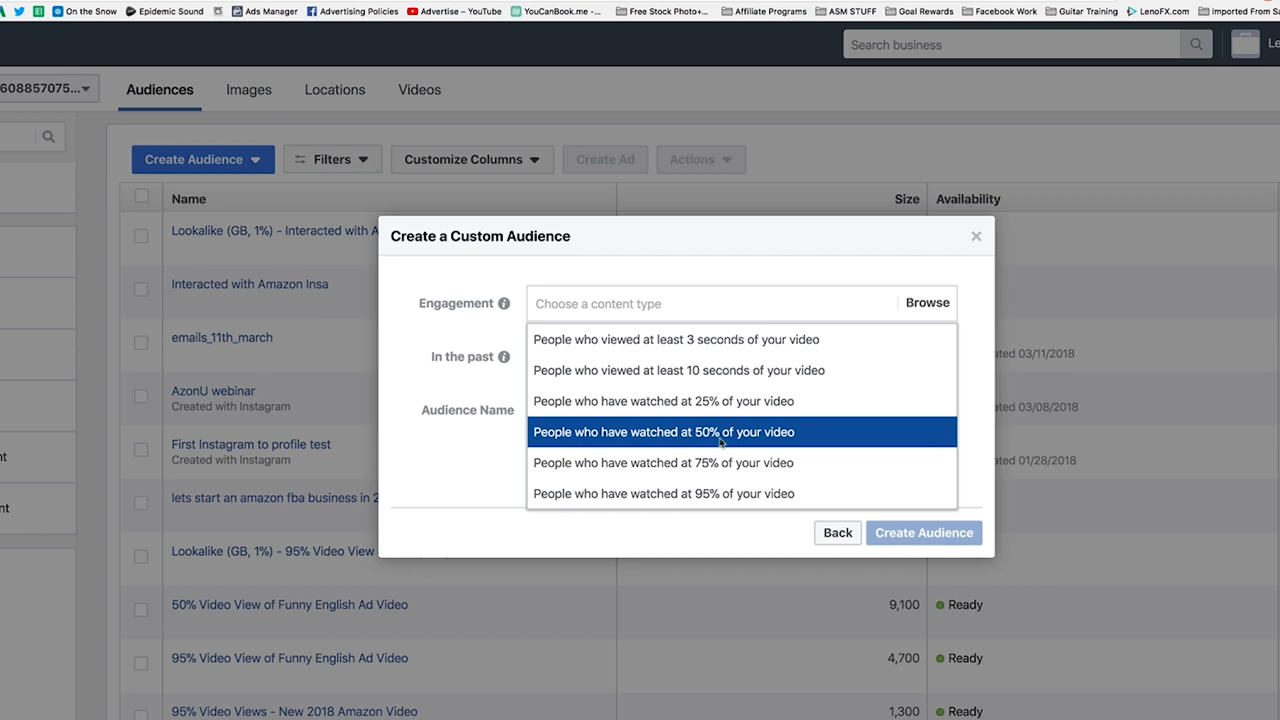 On the Snow Epidemic Sound Ads Manager Advertising Policies Advertise – YouTube YouCanBook.me -... Free Stock Photo+... Affiliate Programs ASM STUFF Goal Rewards Facebook Work Guitar Training LenoFX.com Imported From Sa
Search business Le
608857075... Audiences Images Locations Videos
Create Audience Filters Customize Columns Create Ad Actions
Name Size Availability
Lookalike (GB, 1%) - Interacted with A
Create a Custom Audience
Interacted with Amazon Insa
Engagement Choose a content type Browse
emails_11th_march
People who viewed at least 3 seconds of your video
ated 03/11/2018
In the past
People who viewed at least 10 seconds of your video
AzonU webinar
Created with Instagram
People who have watched at 25% of your video
ated 03/08/2018
Audience Name
People who have watched at 50% of your video
First Instagram to profile test
Created with Instagram
nt
People who have watched at 75% of your video
ated 01/28/2018
lets start an amazon fba business in 2
People who have watched at 95% of your video
nt
Back Create Audience
Lookalike (GB, 1%) - 95% Video View
50% Video View of Funny English Ad Video 9,100 Ready
95% Video View of Funny English Ad Video 4,700 Ready
95% Video Views - New 2018 Amazon Video 1,300 Ready